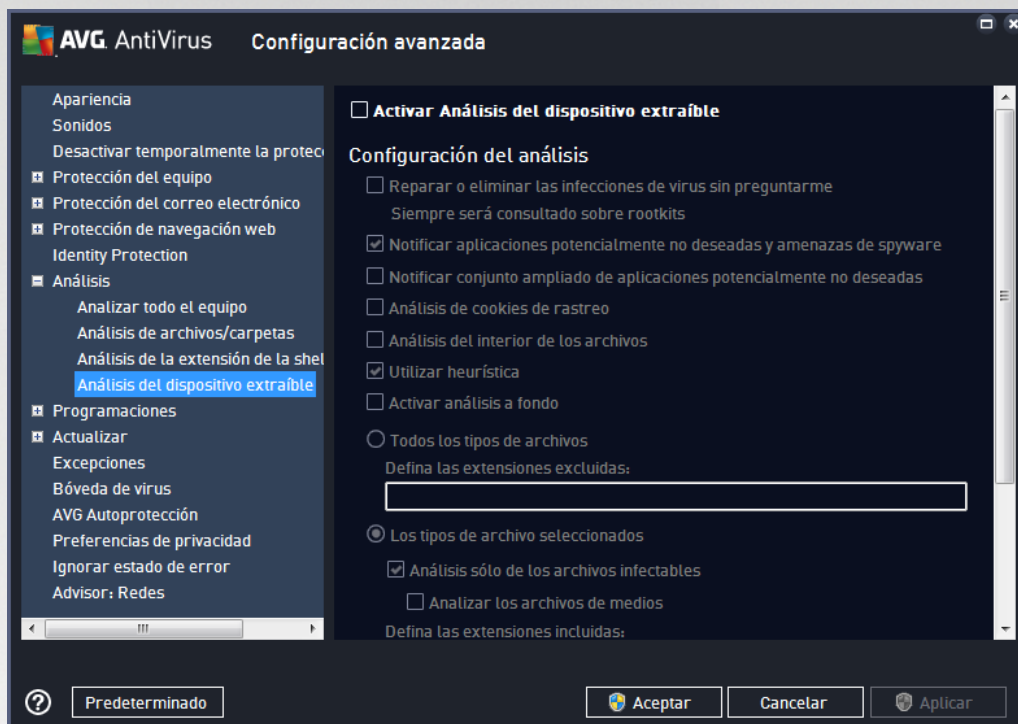 AVG. AntiVirus Configuración avanzada
Apariencia
Sonidos
Desactivar temporalmente la protec
Protección del equipo
Protección del correo electrónico
Protección de navegación web
Identity Protection
Análisis
Analizar todo el equipo
Análisis de archivos/carpetas
Análisis de la extensión de la shel
Análisis del dispositivo extraíble
Programaciones
Actualizar
Excepciones
Bóveda de virus
AVG Autoprotección
Preferencias de privacidad
Ignorar estado de error
Advisor: Redes
Activar Análisis del dispositivo extraíble
Configuración del análisis
Reparar o eliminar las infecciones de virus sin preguntarme
Siempre será consultado sobre rootkits
Notificar aplicaciones potencialmente no deseadas y amenazas de spyware
Notificar conjunto ampliado de aplicaciones potencialmente no deseadas
Análisis de cookies de rastreo
Análisis del interior de los archivos
Utilizar heurística
Activar análisis a fondo
Todos los tipos de archivos
Defina las extensiones excluidas:
Los tipos de archivo seleccionados
Análisis sólo de los archivos infectables
Analizar los archivos de medios
Defina las extensiones incluidas:
Predeterminado
Aceptar
Cancelar
Aplicar